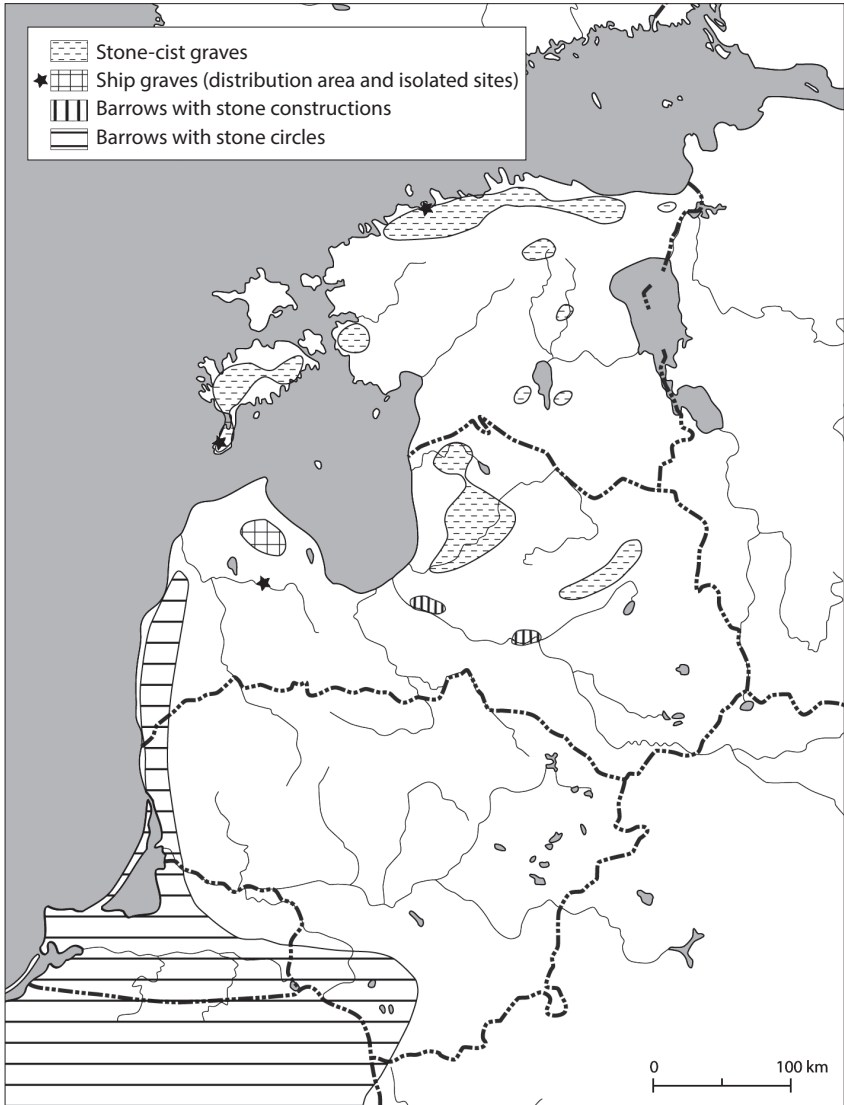 Stone-cist graves
Ship graves (distribution area and isolated sites)
Barrows with stone constructions
Barrows with stone circles
0 100 km